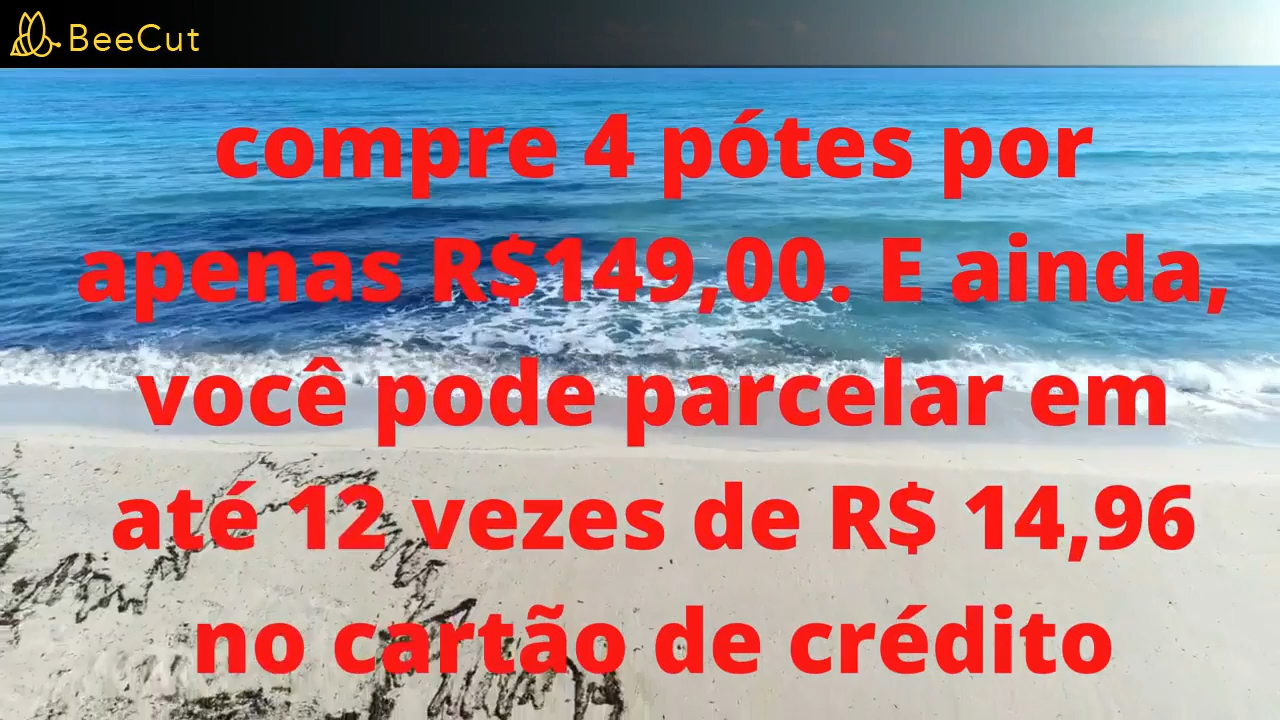 BeeCut
compre 4 pótes por
apenas R$149,00. E ainda,
você pode parcelar em
até 12 vezes de R$ 14,96
no cartão de crédito